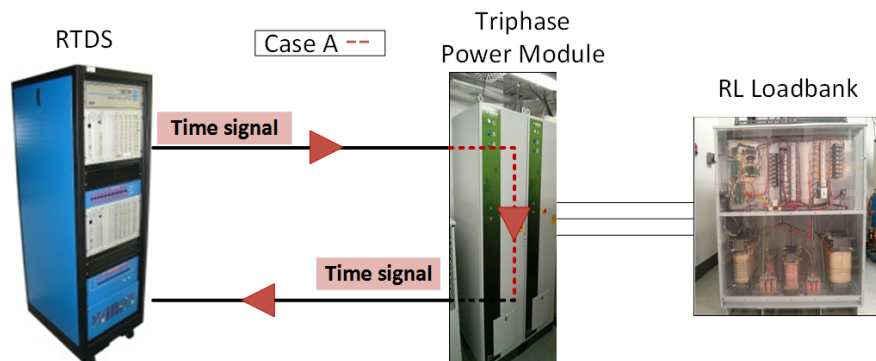 RTDS
Case A
Triphase
Power Module
RL Loadbank
Time signal
Time signal